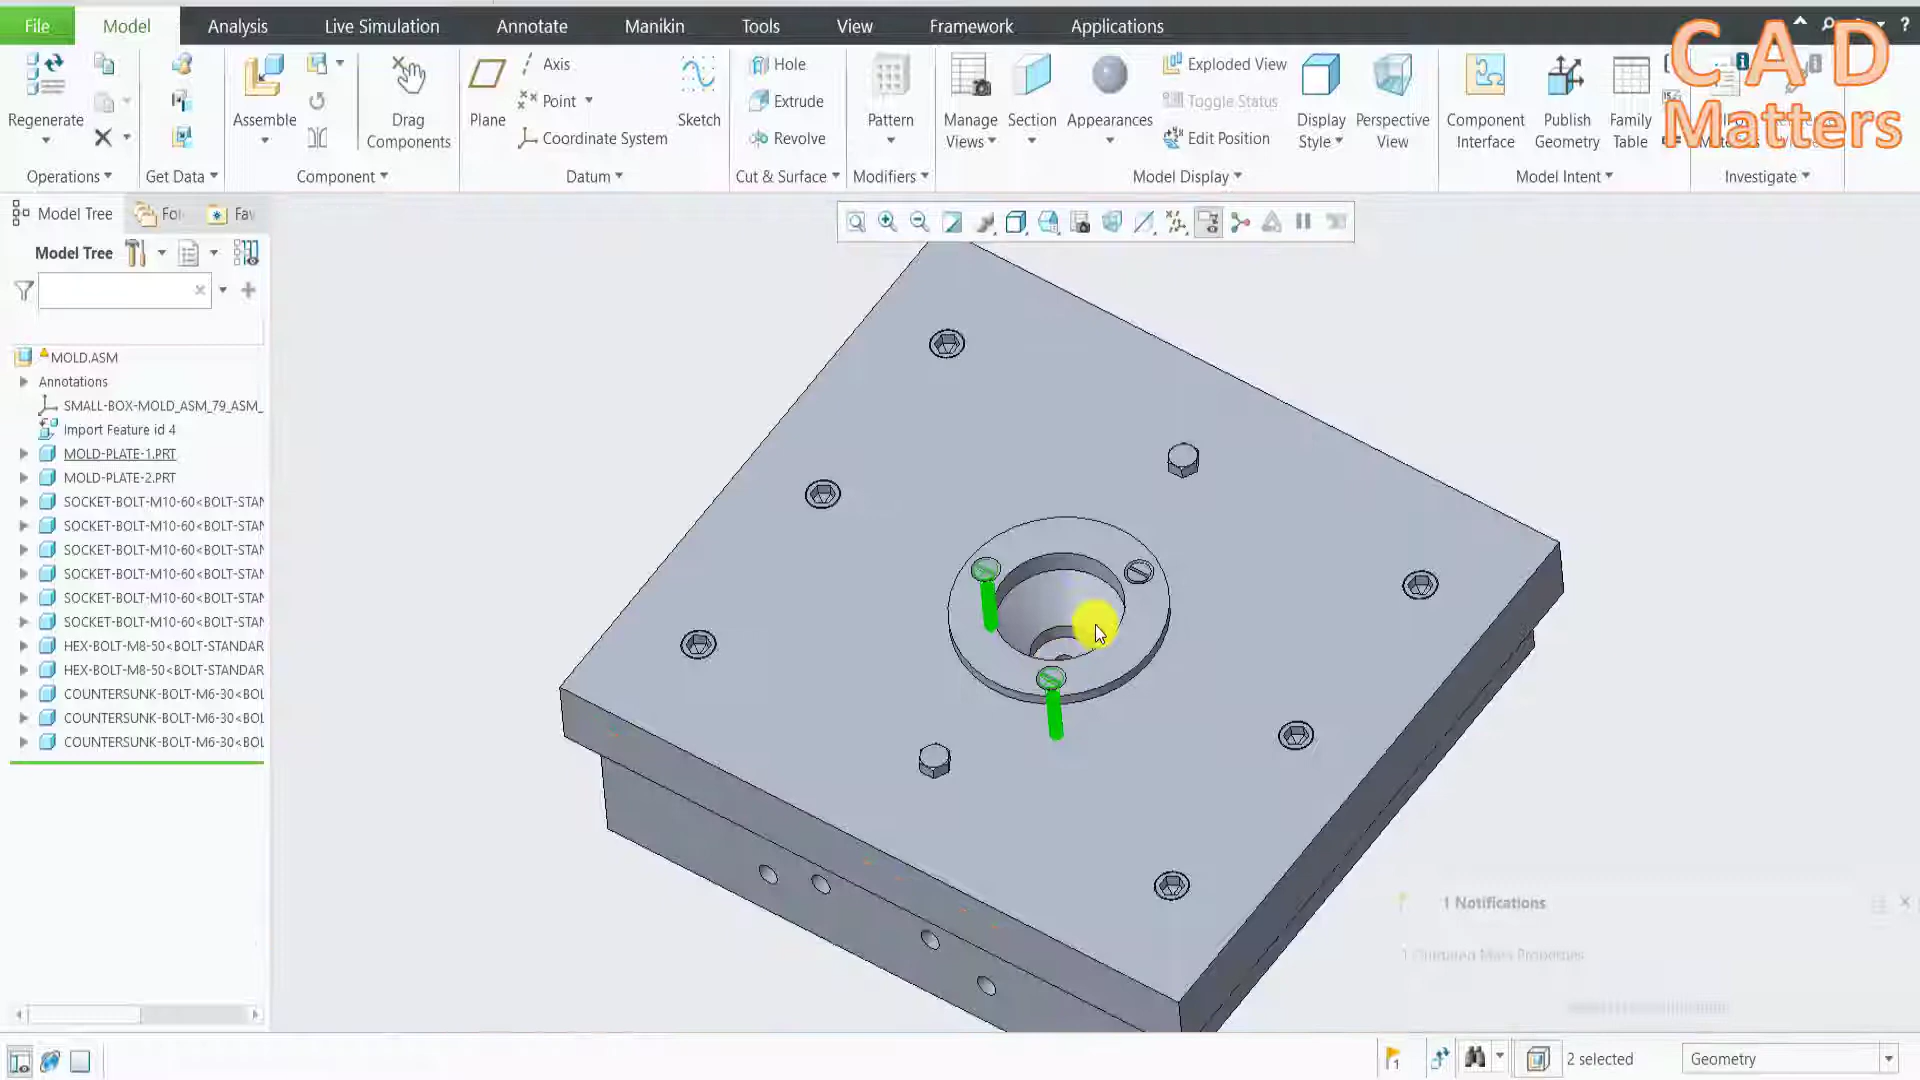 File Model Analysis Live Simulation Annotate Manikin Tools View Framework Applications
CAD
Matters
Regenerate
Operations
Get Data
Assemble
Drag
Components
Component
Plane
Axis
Point
Coordinate System
Sketch
Datum
Hole
Extrude
Revolve
Cut & Surface
Pattern
Modifiers
Manage
Views
Section
Appearances
Exploded View
Toggle Status
Edit Position
Display
Style
Perspective
View
Model Display
Component
Interface
Publish
Geometry
Family
Table
Model Intent
Investigate
Model Tree Fav
Model Tree
MOLD.ASM
Annotations
SMALL-BOX-MOLD_ASM_79_ASM_
Import Feature id 4
MOLD-PLATE-1.PRT
MOLD-PLATE-2.PRT
SOCKET-BOLT-M10-60<BOLT-STAN
SOCKET-BOLT-M10-60<BOLT-STAN
SOCKET-BOLT-M10-60<BOLT-STAN
SOCKET-BOLT-M10-60<BOLT-STAN
SOCKET-BOLT-M10-60<BOLT-STAN
SOCKET-BOLT-M10-60<BOLT-STAN
HEX-BOLT-M8-50<BOLT-STANDAR
HEX-BOLT-M8-50<BOLT-STANDAR
COUNTERSUNK-BOLT-M6-30<BOL
COUNTERSUNK-BOLT-M6-30<BOL
COUNTERSUNK-BOLT-M6-30<BOL
1 Notifications
1 Outdated Mass Properties
2 selected
Geometry